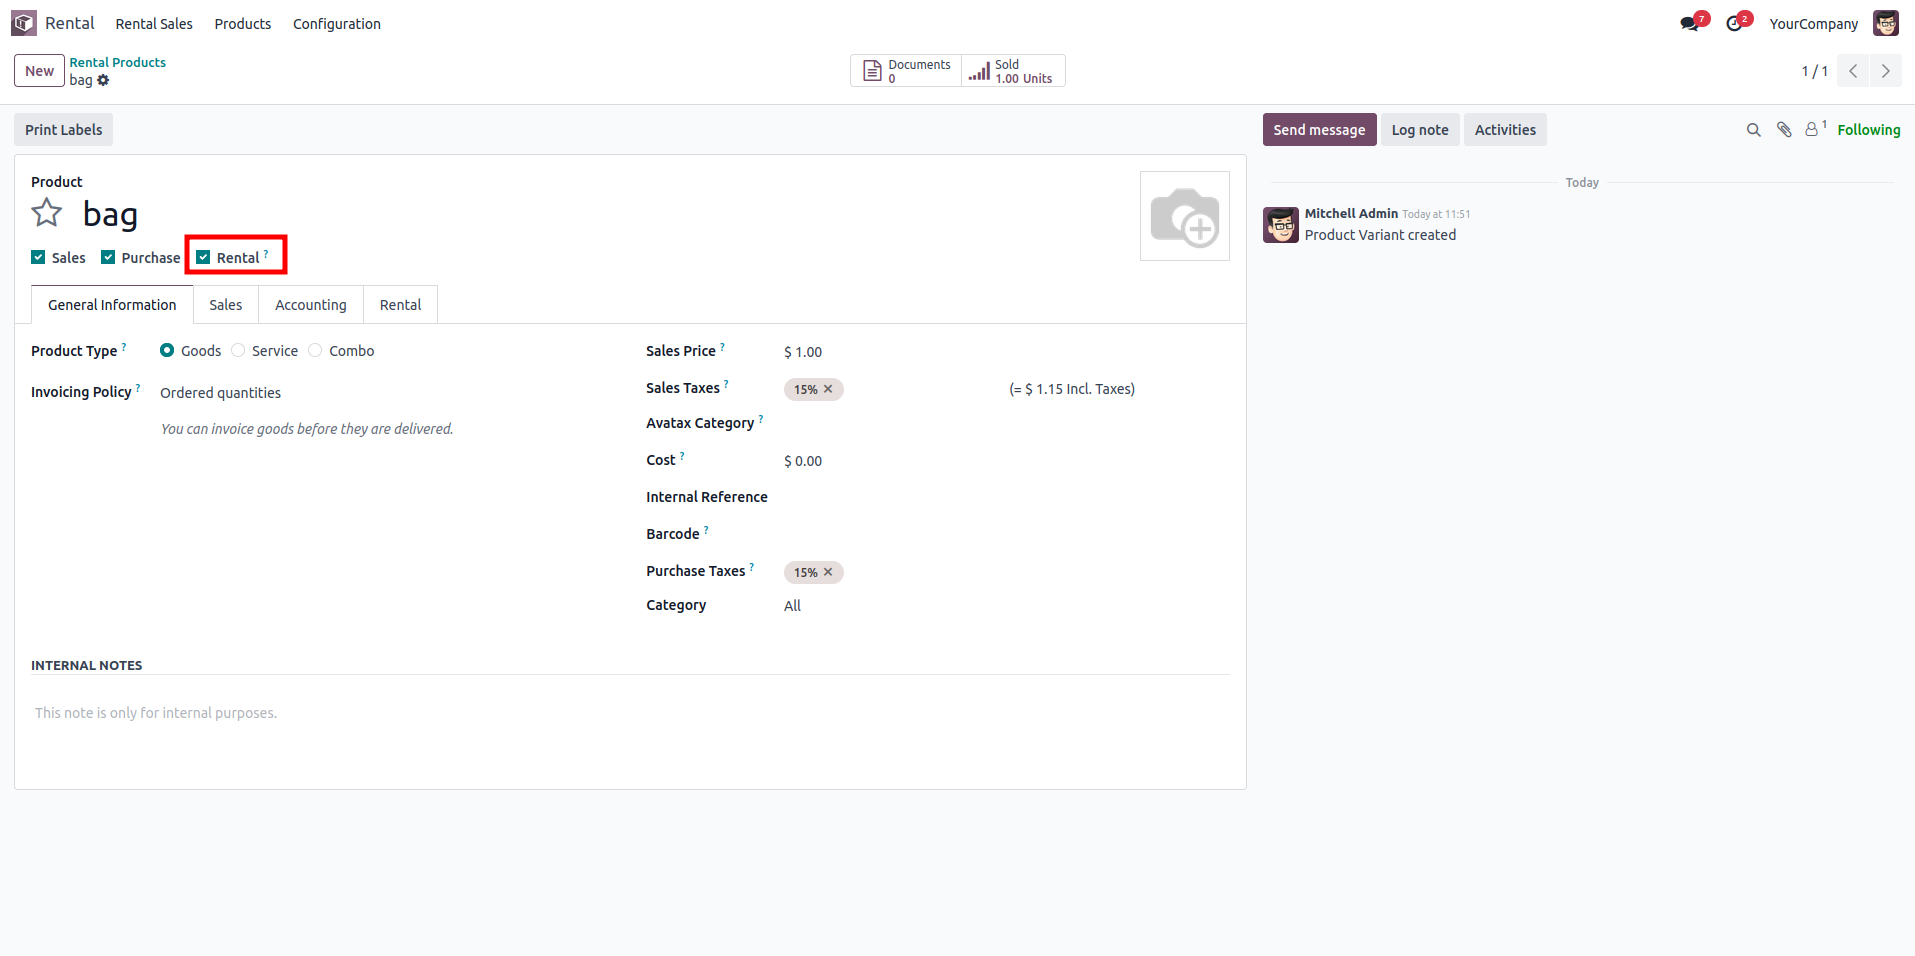 Rental Rental Sales Products Configuration 7 2 YourCompany
New Rental Products
bag
Documents
0
Sold
1.00 Units
1 / 1
Print Labels
Send message Log note Activities 1 Following
Product
bag
Sales Purchase Rental ?
General Information Sales Accounting Rental
Product Type ? Goods Service Combo
Invoicing Policy ? Ordered quantities
You can invoice goods before they are delivered.
Sales Price ? $ 1.00
Sales Taxes ? 15% (= $ 1.15 Incl. Taxes)
Avatax Category ?
Cost ? $ 0.00
Internal Reference
Barcode ?
Purchase Taxes ? 15%
Category All
INTERNAL NOTES
This note is only for internal purposes.
Today
Mitchell Admin Today at 11:51
Product Variant created